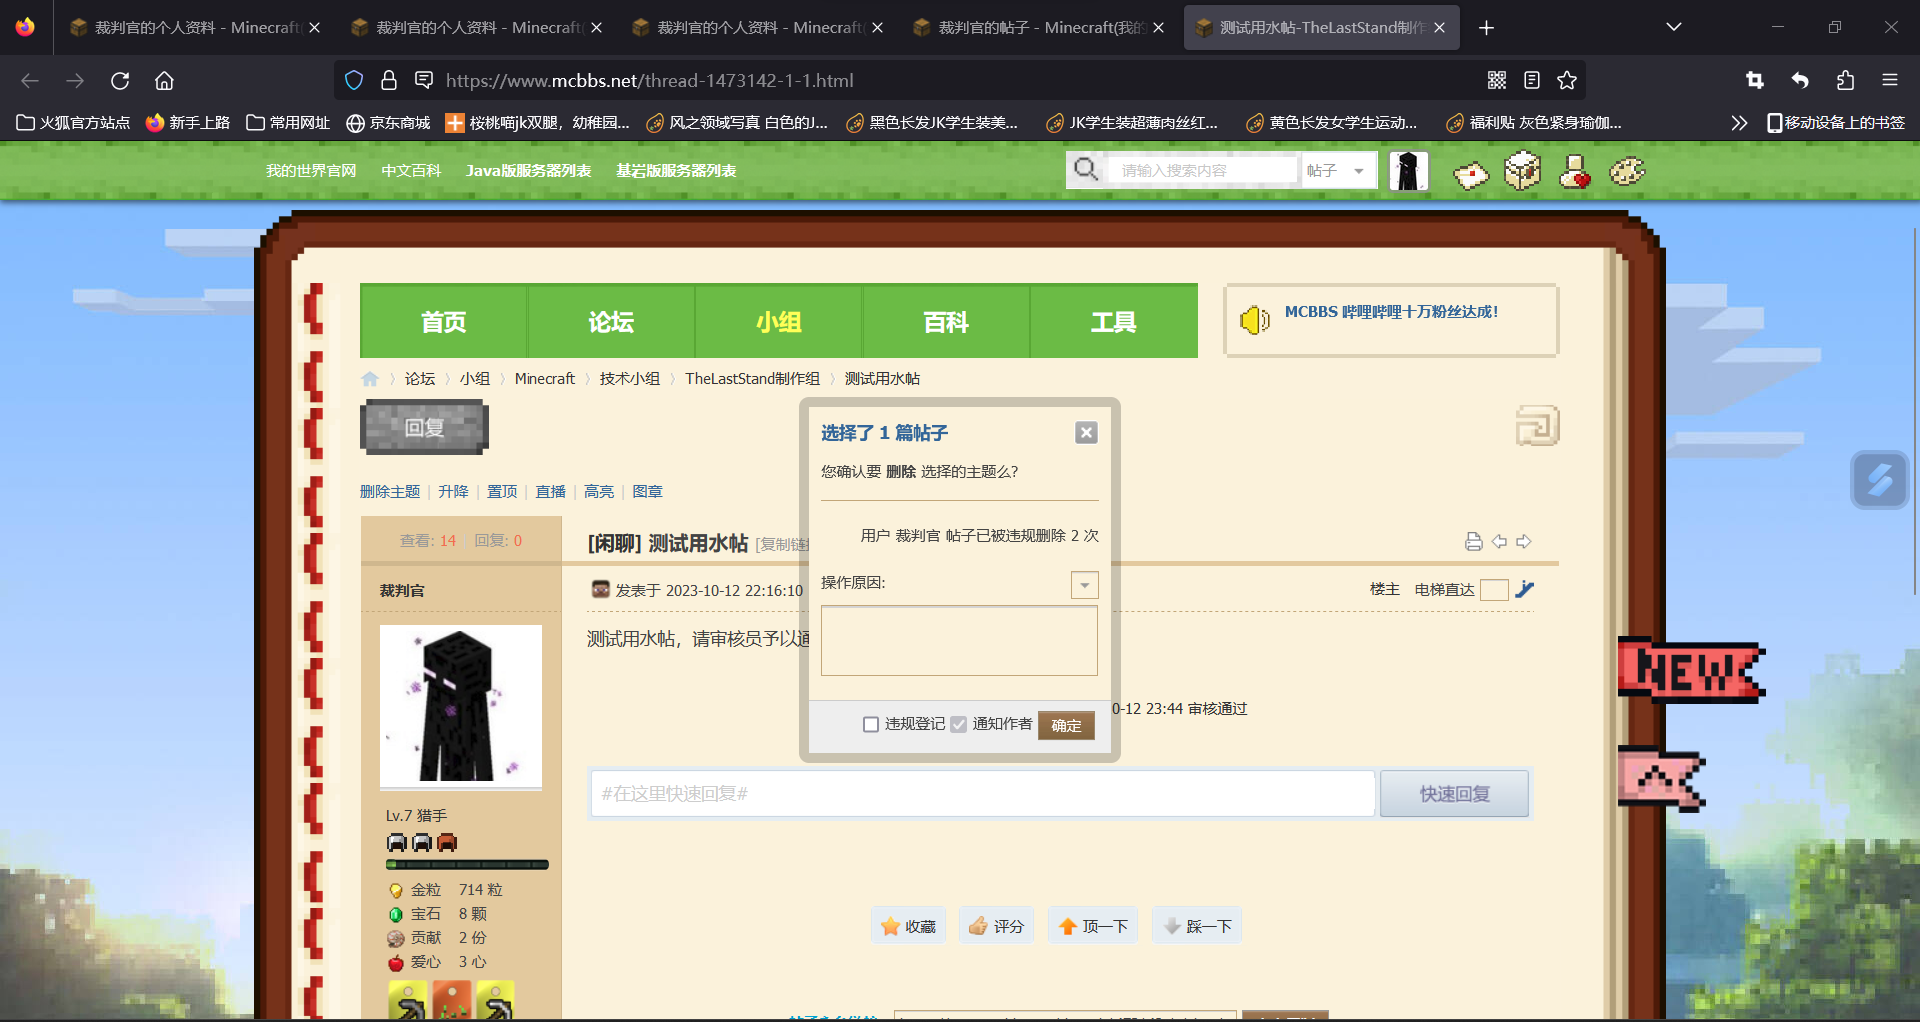 裁判官的个人资料 - Minecraft(
裁判官的个人资料 - Minecraft(
裁判官的个人资料 - Minecraft(
裁判官的帖子 - Minecraft(我的
测试用水帖-TheLastStand制作
https://www.mcbbs.net/thread-1473142-1-1.html
火狐官方站点
新手上路
常用网址
京东商城
桜桃喵jk双腿，幼稚园...
风之领域写真 白色的J...
黑色长发JK学生装美...
JK学生装超薄肉丝红...
黄色长发女学生运动...
福利贴 灰色紧身瑜伽...
移动设备上的书签
我的世界官网
中文百科
Java版服务器列表
基岩版服务器列表
请输入搜索内容
帖子
首页
论坛
小组
百科
工具
MCBBS 哔哩哔哩十万粉丝达成！
论坛
小组
Minecraft
技术小组
TheLastStand制作组
测试用水帖
回复
选择了 1 篇帖子
您确认要 删除 选择的主题么?
用户 裁判官 帖子已被违规删除 2 次
操作原因:
违规登记
通知作者
确定
删除主题 | 升降 | 置顶 | 直播 | 高亮 | 图章
查看: 14
回复: 0
[闲聊] 测试用水帖 [复制链
裁判官
发表于 2023-10-12 22:16:10
楼主
电梯直达
测试用水帖，请审核员予以通
0-12 23:44 审核通过
NEW
#在这里快速回复#
快速回复
Lv.7 猎手
金粒 714 粒
宝石 8 颗
贡献 2 份
爱心 3 心
收藏
评分
顶一下
踩一下